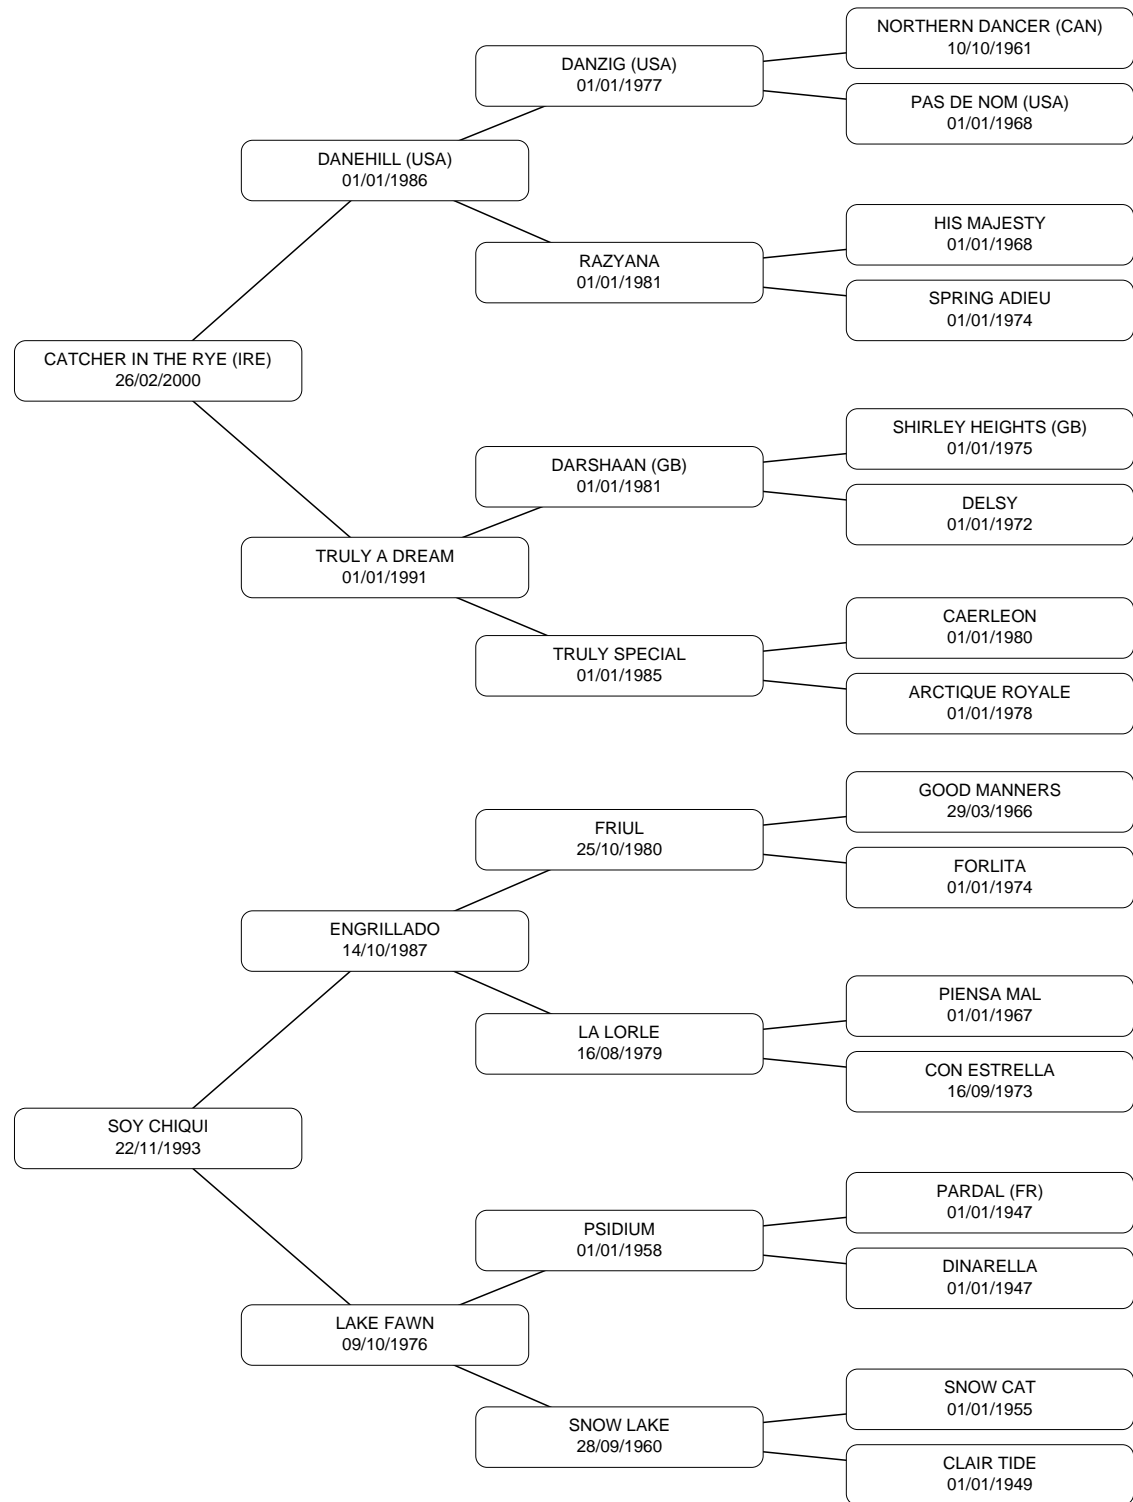 NORTHERN DANCER (CAN)
10/10/1961
DANZIG (USA)
01/01/1977
PAS DE NOM (USA)
01/01/1968
DANEHILL (USA)
01/01/1986
HIS MAJESTY
01/01/1968
RAZYANA
01/01/1981
SPRING ADIEU
01/01/1974
CATCHER IN THE RYE (IRE)
26/02/2000
SHIRLEY HEIGHTS (GB)
01/01/1975
DARSHAAN (GB)
01/01/1981
DELSY
01/01/1972
TRULY A DREAM
01/01/1991
CAERLEON
01/01/1980
TRULY SPECIAL
01/01/1985
ARCTIQUE ROYALE
01/01/1978
GOOD MANNERS
29/03/1966
FRIUL
25/10/1980
FORLITA
01/01/1974
ENGRILLADO
14/10/1987
PIENSA MAL
01/01/1967
LA LORLE
16/08/1979
CON ESTRELLA
16/09/1973
SOY CHIQUI
22/11/1993
PARDAL (FR)
01/01/1947
PSIDIUM
01/01/1958
DINARELLA
01/01/1947
LAKE FAWN
09/10/1976
SNOW CAT
01/01/1955
SNOW LAKE
28/09/1960
CLAIR TIDE
01/01/1949